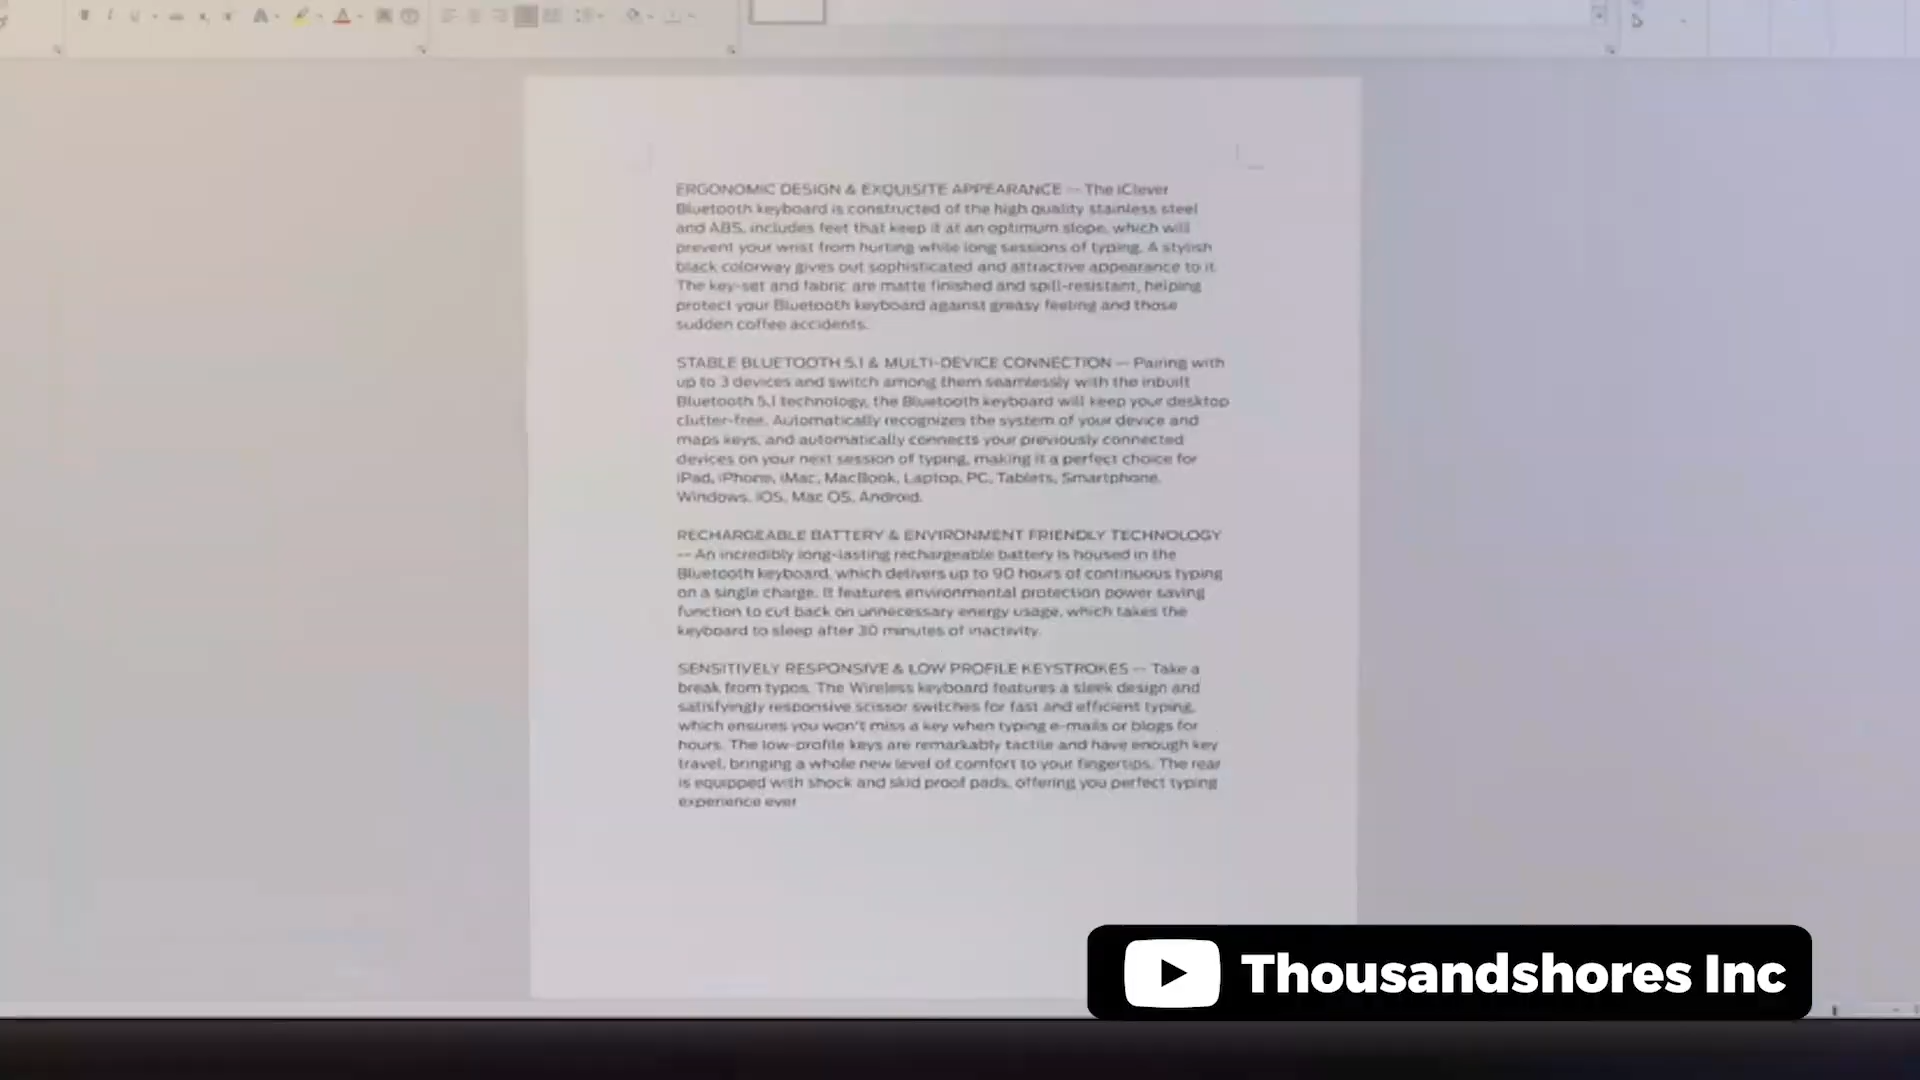 ERGONOMIC DESIGN & EXQUISITE APPEARANCE — The iClever
Bluetooth keyboard is constructed of the high quality stainless steel
and ABS, includes feet that keep it at an optimum slope, which will
prevent your wrist from hurting while long sessions of typing. A stylish
black colorway gives out sophisticated and attractive appearance to it.
The key-set and fabric are matte finished and spill-resistant, helping
protect your Bluetooth keyboard against greasy feeling and those
sudden coffee accidents.
STABLE BLUETOOTH 5.1 & MULTI-DEVICE CONNECTION — Pairing with
up to 3 devices and switch among them seamlessly with the inbuilt
Bluetooth 5.1 technology, the Bluetooth keyboard will keep your desktop
clutter-free. Automatically recognizes the system of your device and
maps keys, and automatically connects your previously connected
devices on your next session of typing, making it a perfect choice for
iPad, iPhone, iMac, MacBook, Laptop, PC, Tablets, Smartphone,
Windows, iOS, Mac OS, Android.
RECHARGEABLE BATTERY & ENVIRONMENT FRIENDLY TECHNOLOGY
— An incredibly long-lasting rechargeable battery is housed in the
Bluetooth keyboard, which delivers up to 90 hours of continuous typing
on a single charge. It features environmental protection power saving
function to cut back on unnecessary energy usage, which takes the
keyboard to sleep after 30 minutes of inactivity.
SENSITIVELY RESPONSIVE & LOW PROFILE KEYSTROKES — Take a
break from typos. The Wireless keyboard features a sleek design and
satisfyingly responsive scissor switches for fast and efficient typing,
which ensures you won't miss a key when typing e-mails or blogs for
hours. The low-profile keys are remarkably tactile and have enough key
travel, bringing a whole new level of comfort to your fingertips. The rear
is equipped with shock and skid proof pads, offering you perfect typing
experience ever
Thousandshores Inc